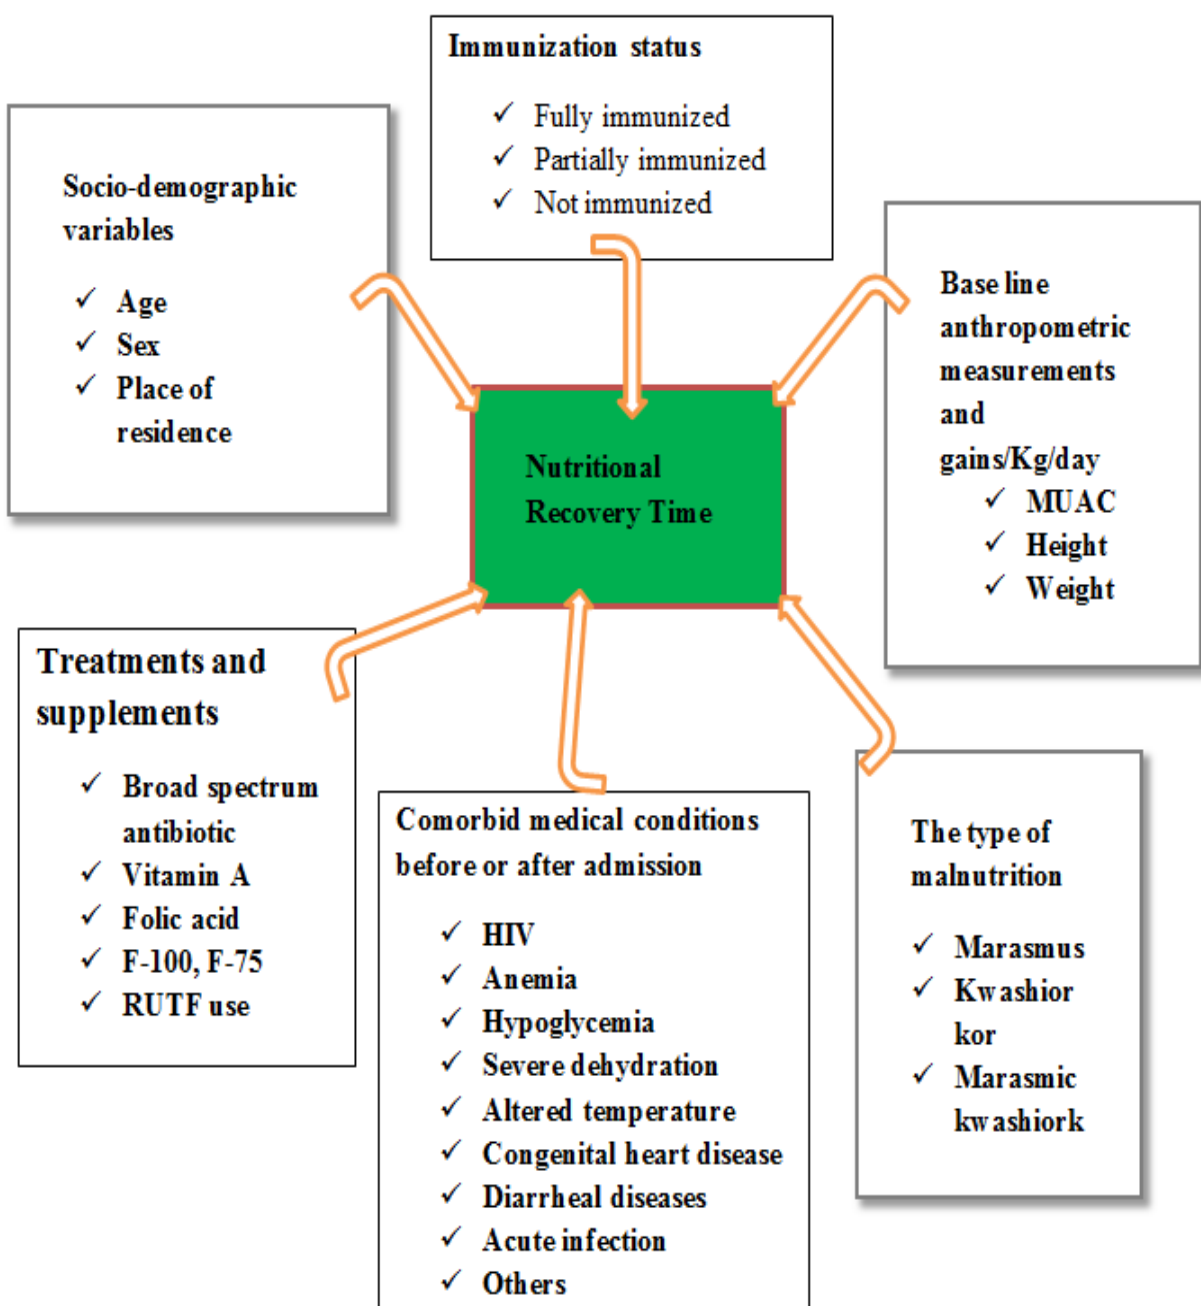 Immunization status
✓ Fully immunized
✓ Partially immunized
✓ Not immunized
Socio-demographic
variables
✓ Age
✓ Sex
✓ Place of
residence
Base line
anthropometric
measurements
and
gains/Kg/day
✓ MUAC
✓ Height
✓ Weight
Nutritional
Recovery Time
Treatments and
supplements
✓ Broad spectrum
antibiotic
✓ Vitamin A
✓ Folic acid
✓ F-100, F-75
✓ RUTF use
Comorbid medical conditions
before or after admission
✓ HIV
✓ Anemia
✓ Hypoglycemia
✓ Severe dehydration
✓ Altered temperature
✓ Congenital heart disease
✓ Diarrheal diseases
✓ Acute infection
✓ Others
The type of
malnutrition
✓ Marasmus
✓ Kwashior
kor
✓ Marasmic
kwashiork